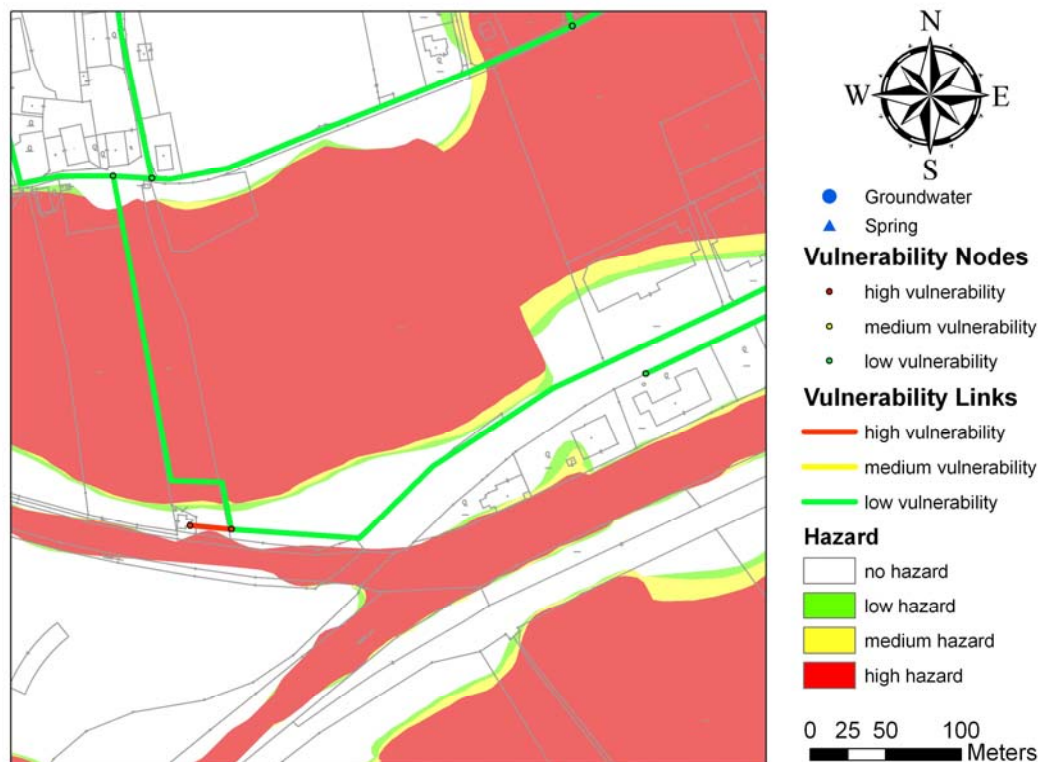 N
W E
S
Groundwater
Spring
Vulnerability Nodes
high vulnerability
medium vulnerability
low vulnerability
Vulnerability Links
high vulnerability
medium vulnerability
low vulnerability
Hazard
no hazard
low hazard
medium hazard
high hazard
0 25 50 100
Meters